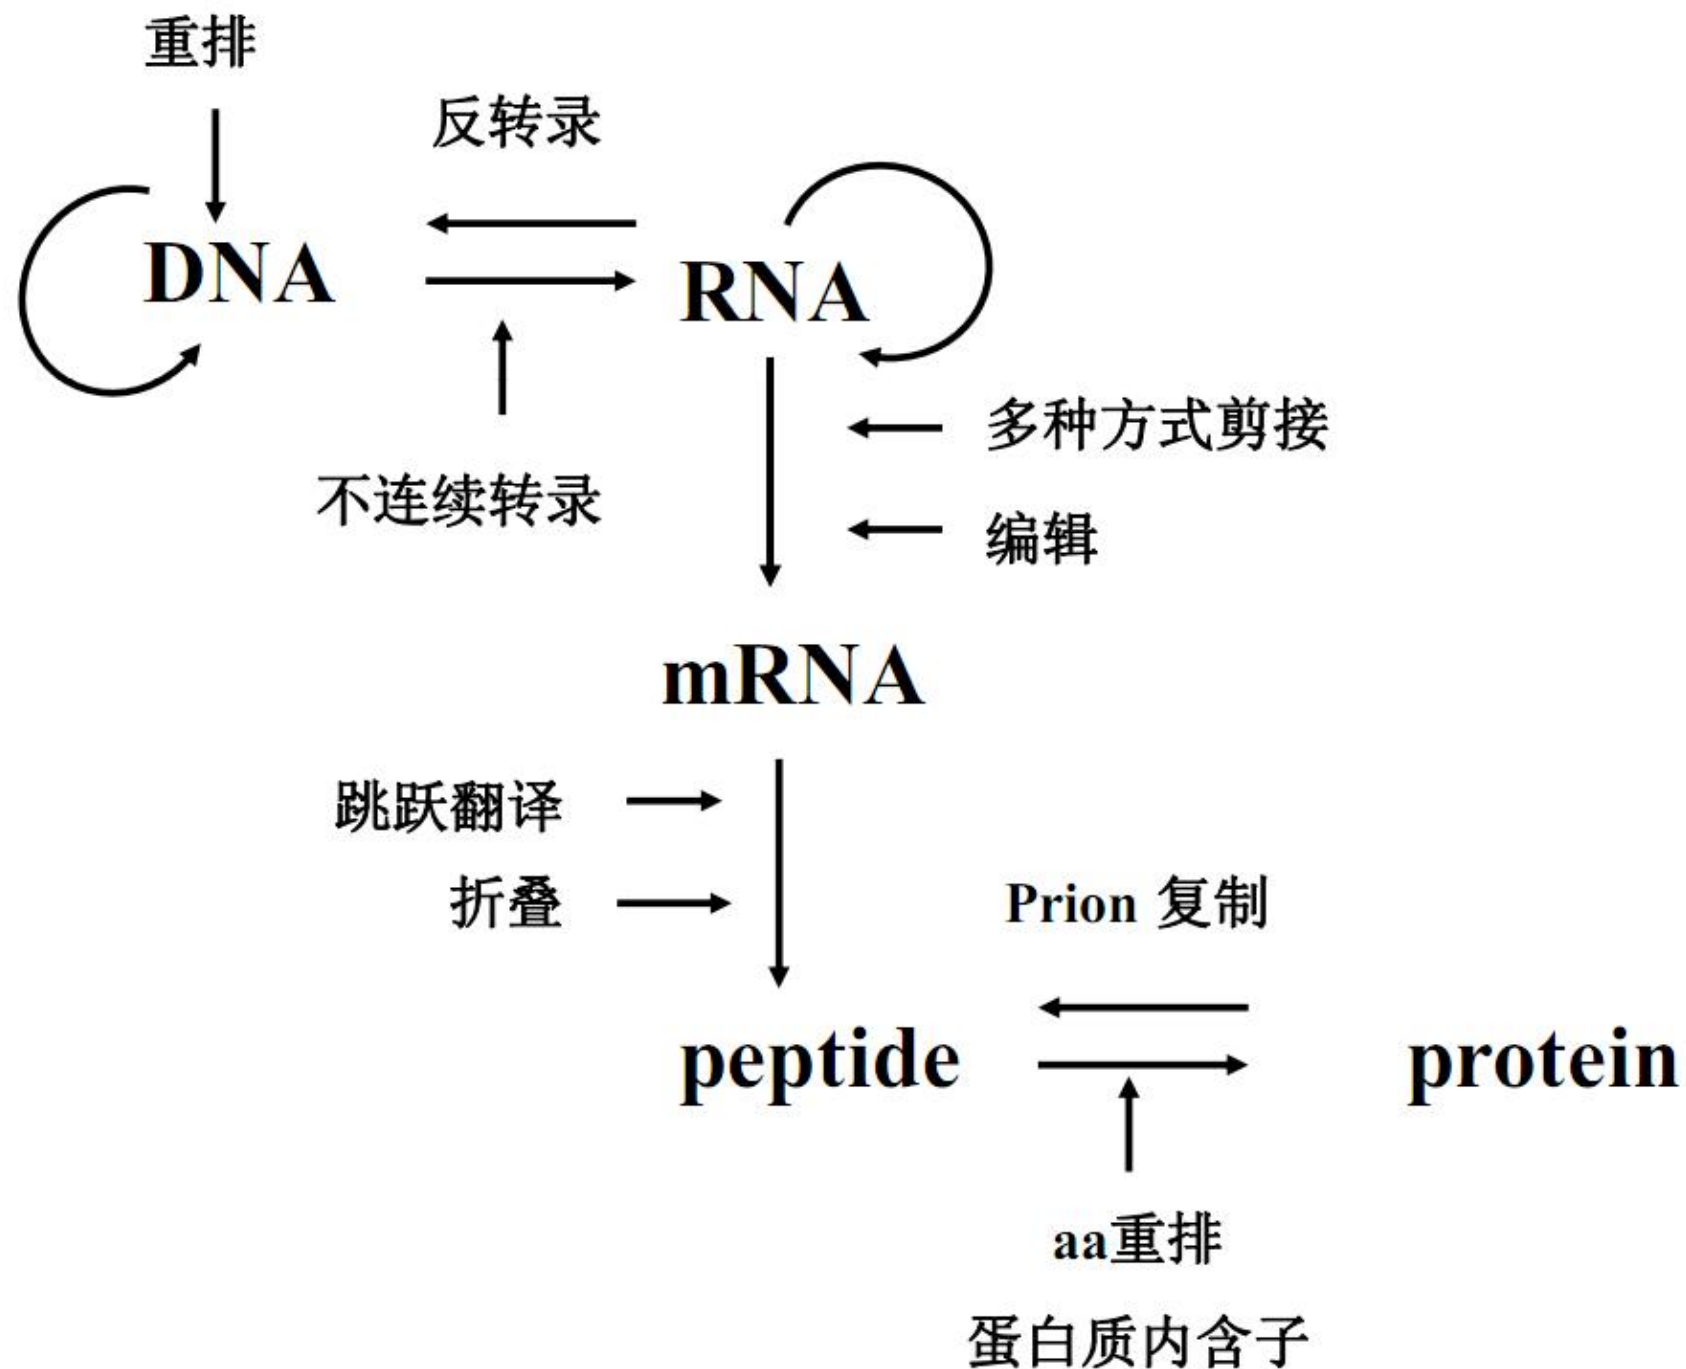 重排
反转录
DNA
RNA
多种方式剪接
不连续转录
编辑
mRNA
跳跃翻译
折叠
Prion 复制
peptide
protein
aa重排
蛋白质内含子